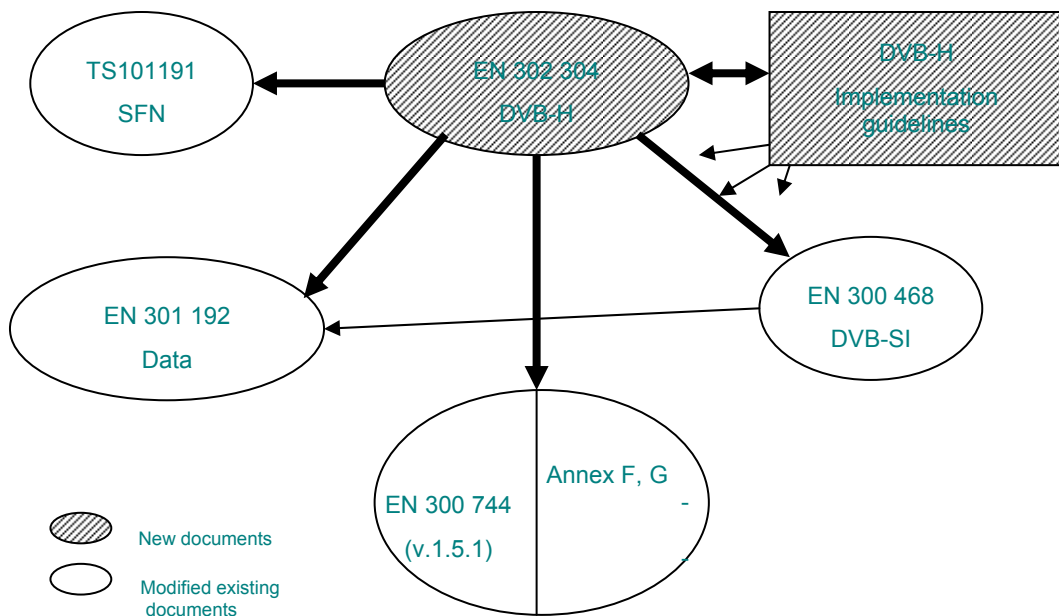 TS101191
SFN
EN 302 304
DVB-H
DVB-H
Implementation
guidelines
EN 301 192
Data
EN 300 468
DVB-SI
EN 300 744
(v.1.5.1)
Annex F, G
-
-
New documents
Modified existing
documents